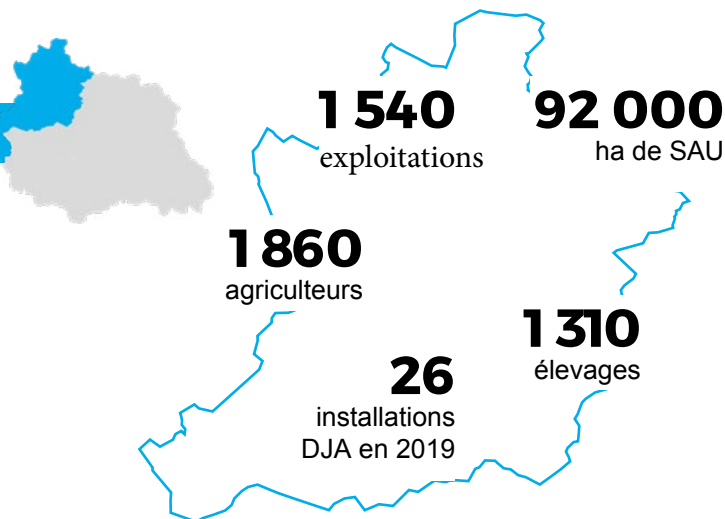 1 540
exploitations
92 000
ha de SAU
1 860
agriculteurs
1 310
élevages
26
installations
DJA en 2019